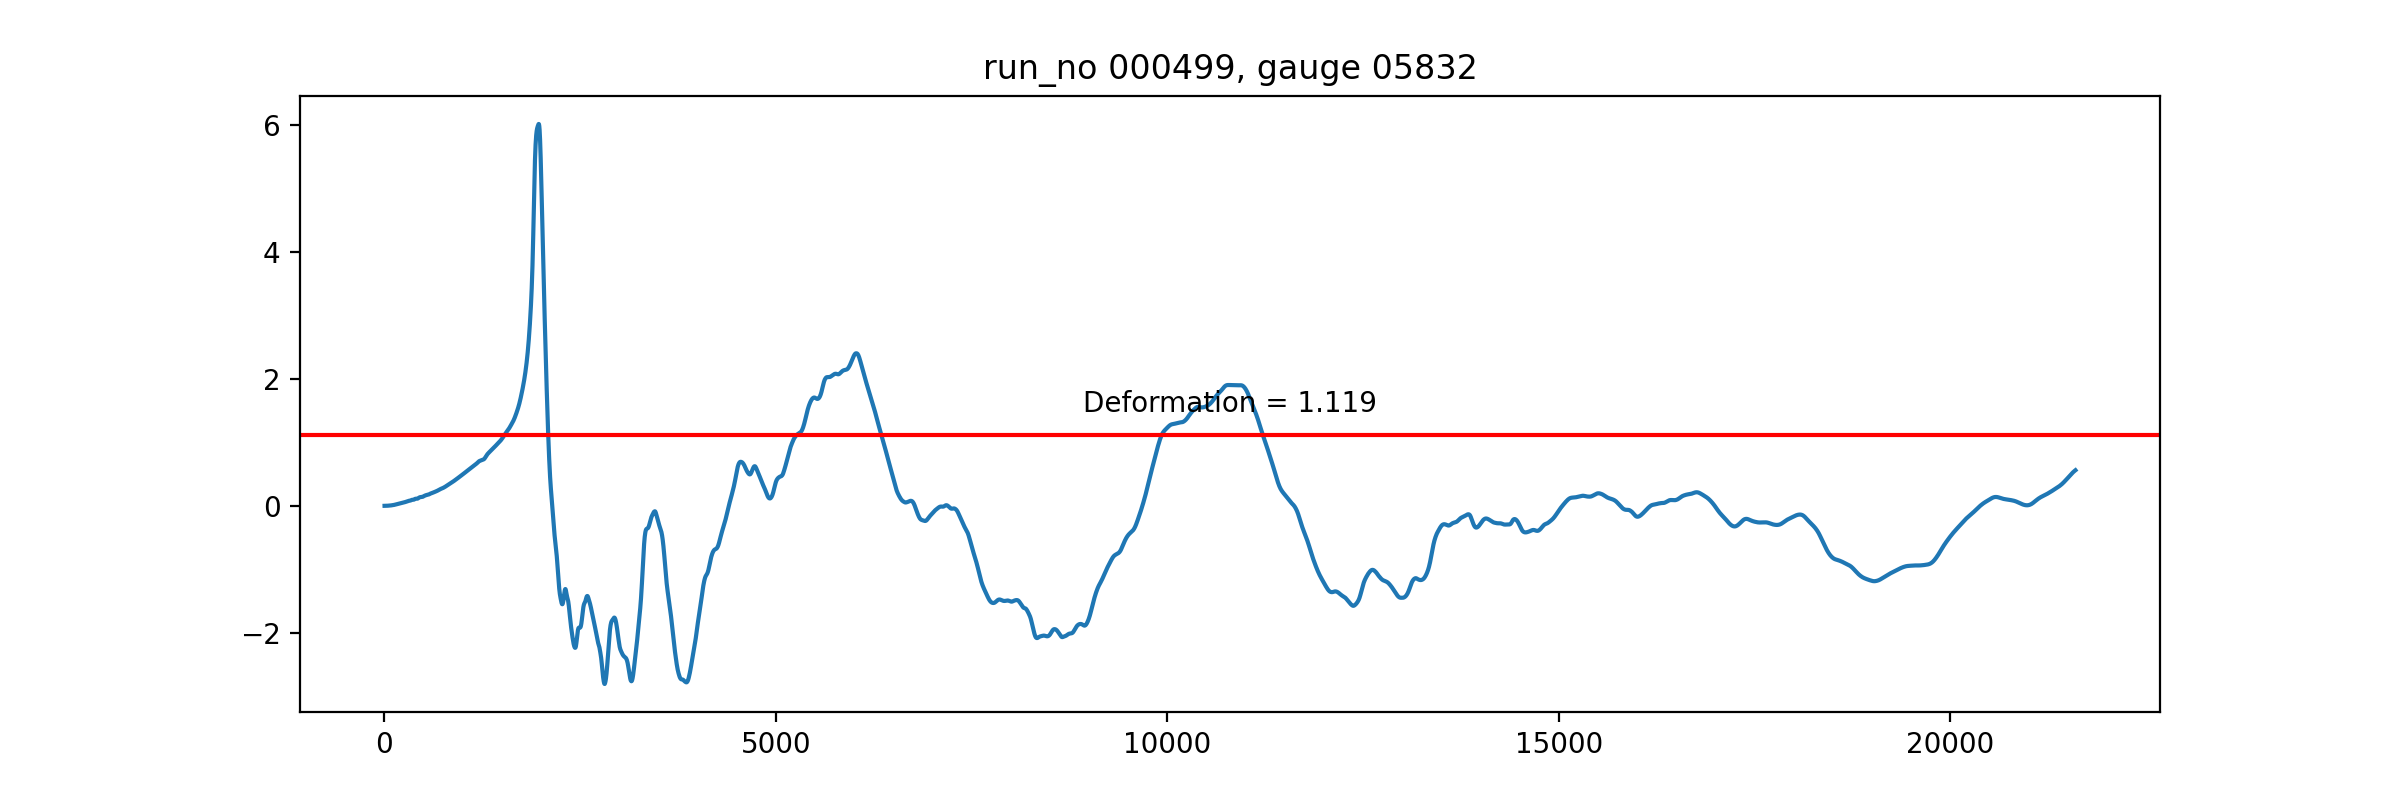 run_no 000499, gauge 05832
6
4
2
0
−2
Deformation = 1.119
0 5000 10000 15000 20000